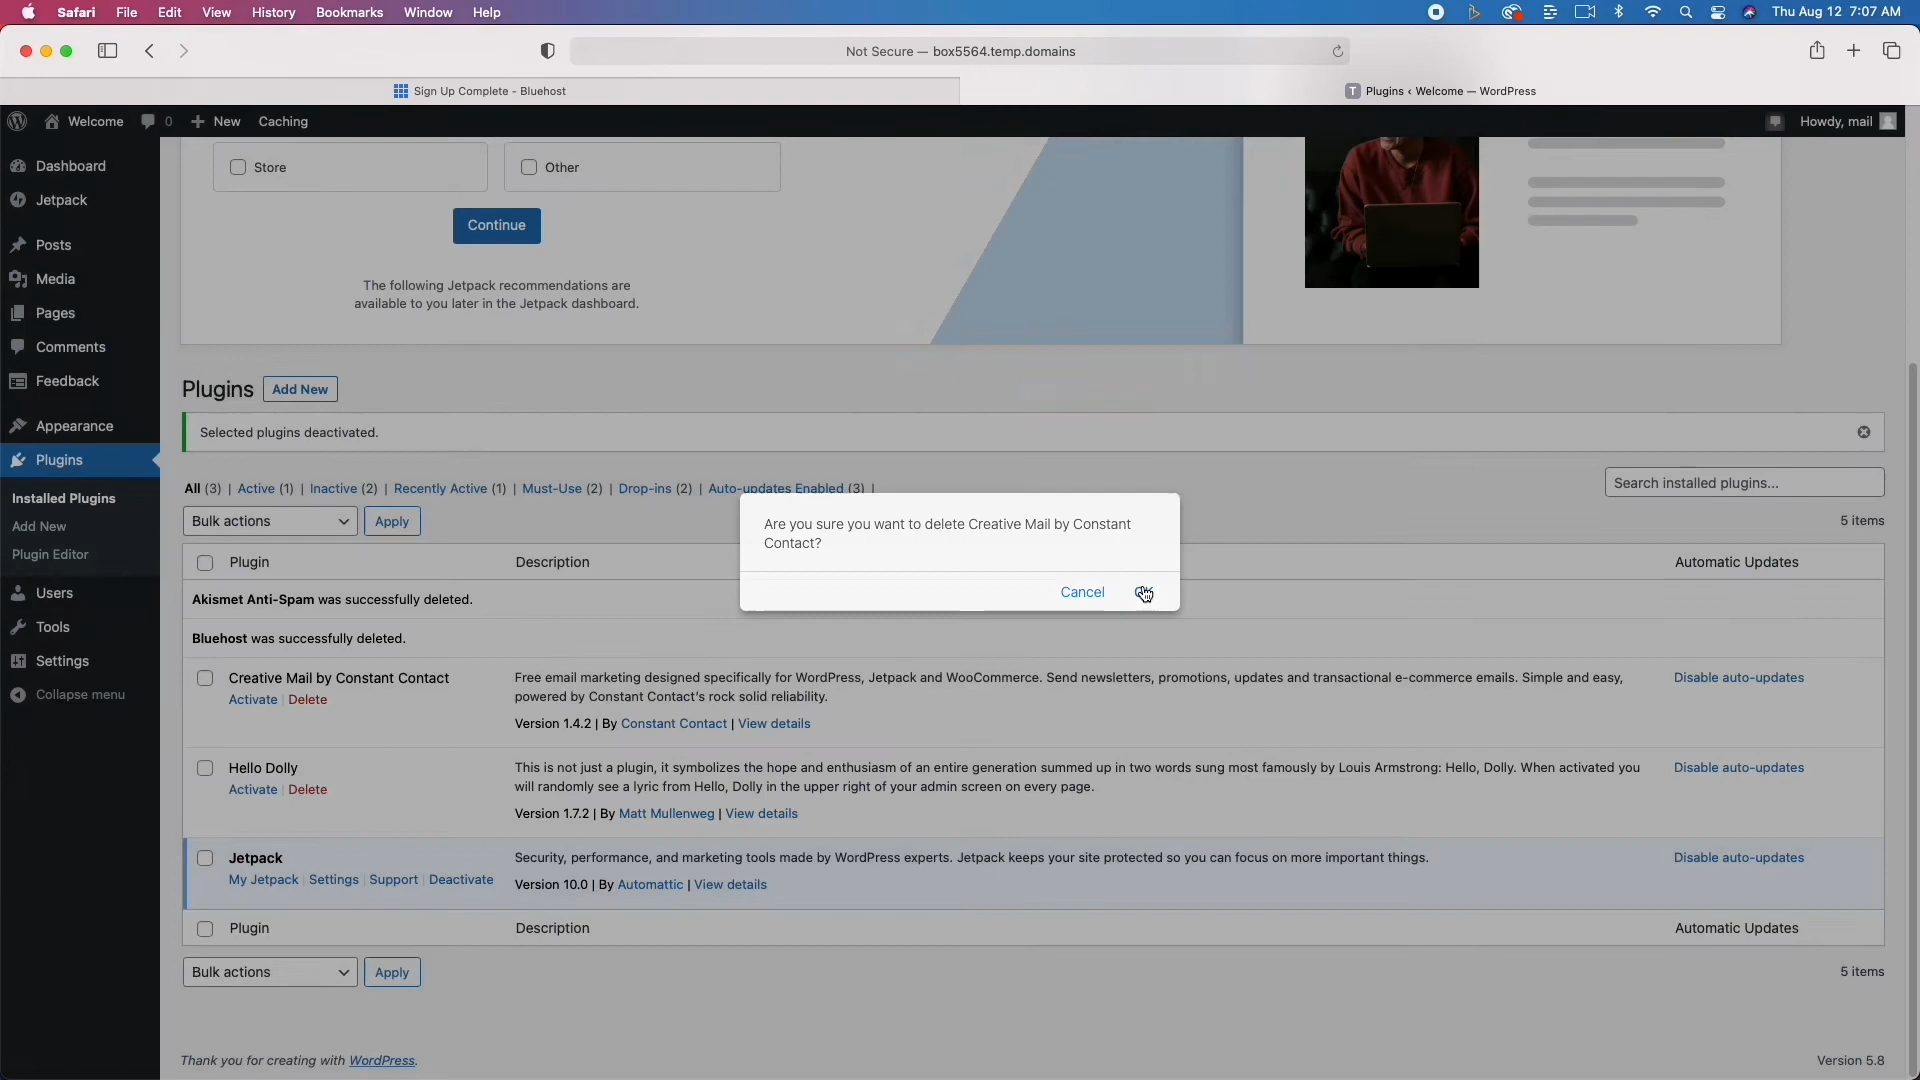 Safari File Edit View History Bookmarks Window Help
Thu Aug 12 7:07 AM
Not Secure — box5564.temp.domains
Sign Up Complete - Bluehost
T Plugins ‹ Welcome — WordPress
Welcome 0 New Caching
Howdy, mail
Dashboard
Jetpack
Posts
Media
Pages
Comments
Feedback
Appearance
Plugins
Installed Plugins
Add New
Plugin Editor
Users
Tools
Settings
Collapse menu
Store
Other
Continue
The following Jetpack recommendations are
available to you later in the Jetpack dashboard.
Plugins Add New
Selected plugins deactivated.
All (3) | Active (1) | Inactive (2) | Recently Active (1) | Must-Use (2) | Drop-ins (2) | Auto-updates Enabled (3) |
Search installed plugins...
Bulk actions Apply
5 items
Are you sure you want to delete Creative Mail by Constant
Contact?
Cancel
Plugin Description Automatic Updates
Akismet Anti-Spam was successfully deleted.
Bluehost was successfully deleted.
Creative Mail by Constant Contact
Activate | Delete
Free email marketing designed specifically for WordPress, Jetpack and WooCommerce. Send newsletters, promotions, updates and transactional e-commerce emails. Simple and easy,
powered by Constant Contact's rock solid reliability.
Version 1.4.2 | By Constant Contact | View details
Disable auto-updates
Hello Dolly
Activate | Delete
This is not just a plugin, it symbolizes the hope and enthusiasm of an entire generation summed up in two words sung most famously by Louis Armstrong: Hello, Dolly. When activated you
will randomly see a lyric from Hello, Dolly in the upper right of your admin screen on every page.
Version 1.7.2 | By Matt Mullenweg | View details
Disable auto-updates
Jetpack
My Jetpack | Settings | Support | Deactivate
Security, performance, and marketing tools made by WordPress experts. Jetpack keeps your site protected so you can focus on more important things.
Version 10.0 | By Automattic | View details
Disable auto-updates
Plugin Description Automatic Updates
Bulk actions Apply
5 items
Thank you for creating with WordPress.
Version 5.8